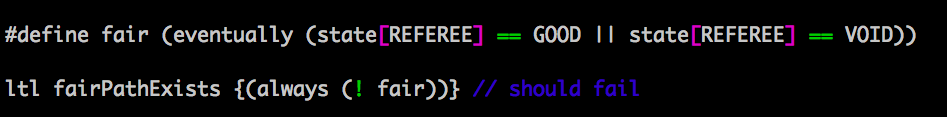 #define fair (eventually (state[REFEREE] == GOOD || state[REFEREE] == VOID))
ltl fairPathExists {(always (! fair))} // should fail